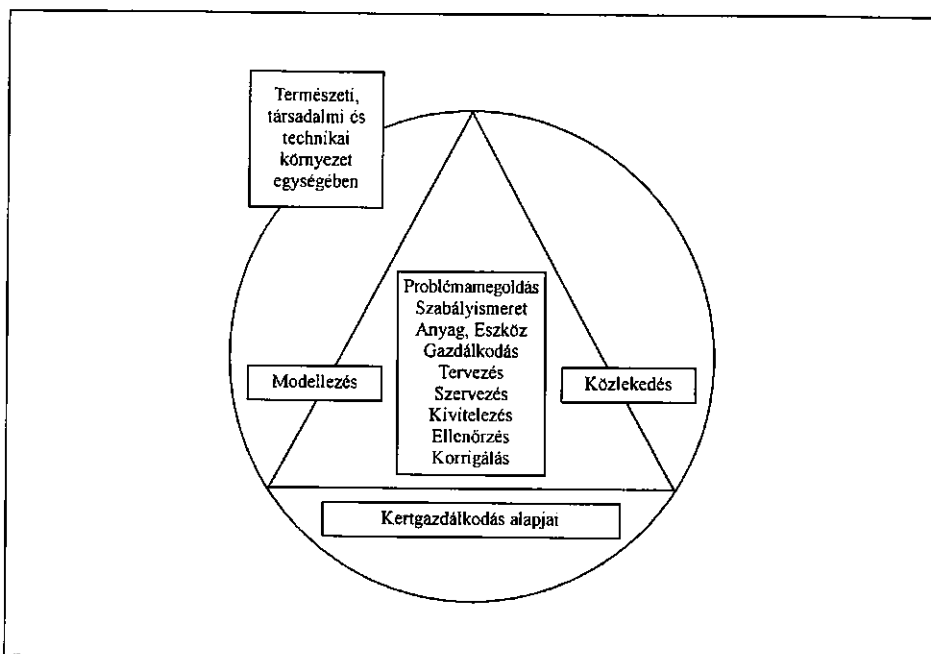 Természeti,
társadalmi és
technikai
környezet
egységében
Problémamegoldás
Szabályismeret
Anyag, Eszköz
Gazdálkodás
Tervezés
Szervezés
Kivitelezés
Ellenőrzés
Korrigálás
Modellezés
Közlekedés
Kertgazdálkodás alapjai